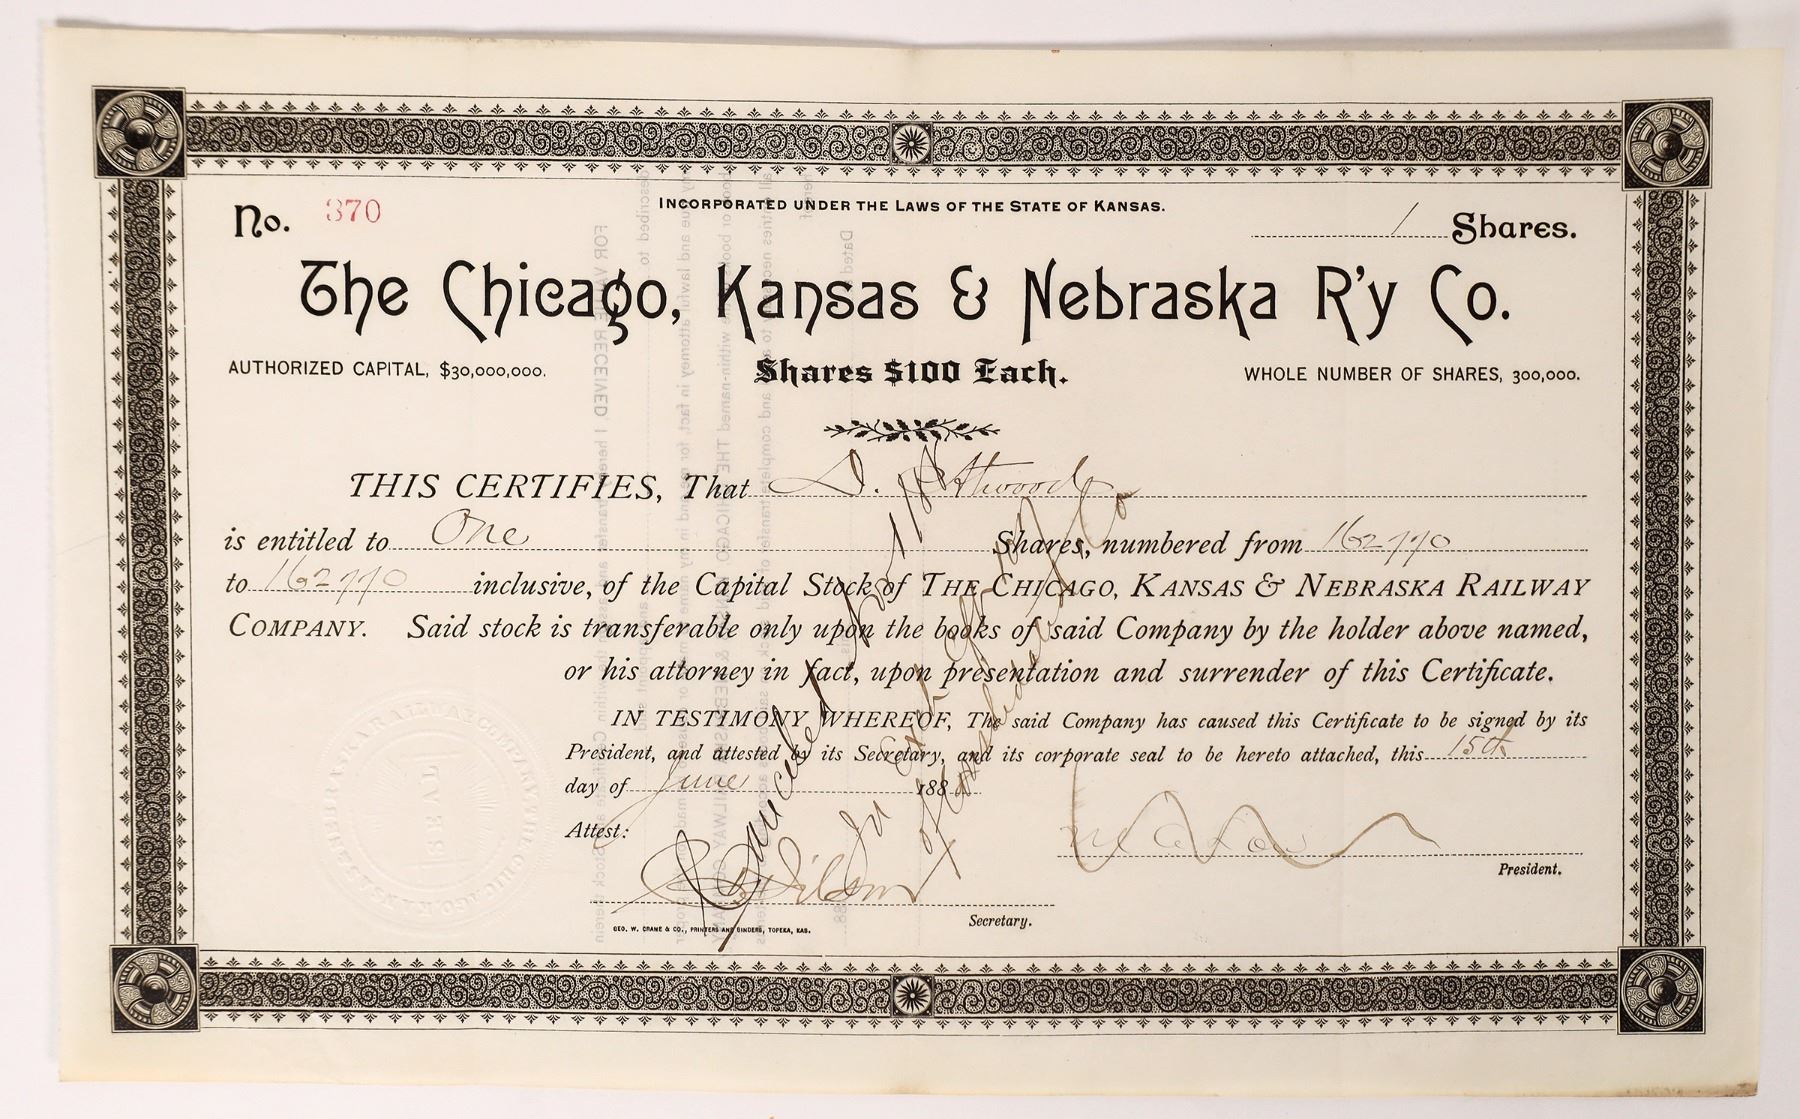 INCORPORATED UNDER THE LAWS OF THE STATE OF KANSAS.
No. 370
1 Shares.
The Chicago, Kansas & Nebraska R'y Co.
AUTHORIZED CAPITAL, $30,000,000.
Shares $100 Each.
WHOLE NUMBER OF SHARES, 300,000.
THIS CERTIFIES, That D. Atwood
is entitled to One Shares, numbered from 162770
to 162770 inclusive, of the Capital Stock of THE CHICAGO, KANSAS & NEBRASKA RAILWAY
COMPANY. Said stock is transferable only upon the books of said Company by the holder above named,
or his attorney in fact, upon presentation and surrender of this Certificate.
IN TESTIMONY WHEREOF, The said Company has caused this Certificate to be signed by its
President, and attested by its Secretary, and its corporate seal to be hereto attached, this 15th
day of June 188
Attest:
President.
Secretary.
GEO. W. CRANE & CO., PRINTERS AND BINDERS, TOPEKA, KAS.
Cancelled
SEAL